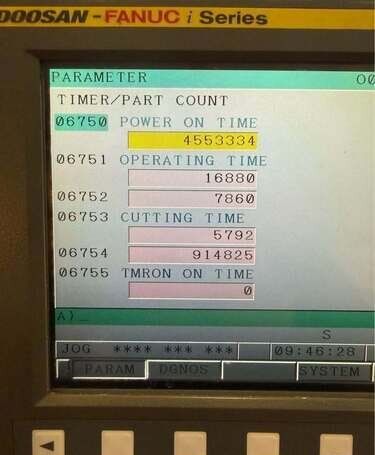 DOOSAN-FANUC i Series
PARAMETER O0
TIMER/PART COUNT
06750 POWER ON TIME
4553334
06751 OPERATING TIME
16880
06752 7860
06753 CUTTING TIME
5792
06754 914825
06755 TMRON ON TIME
0
A)_
S
JOG **** *** *** 09:46:28
PARAM DGNOS SYSTEM